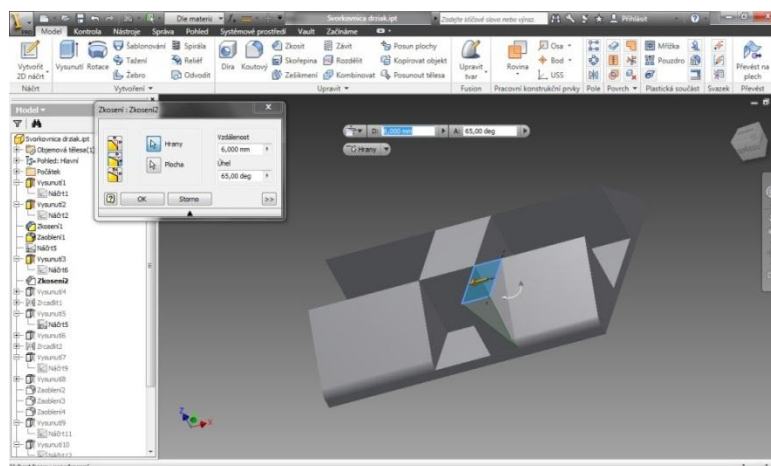 Dle materii
Svorkovnica drziak.ipt
Zadejte klíčové slovo nebo výraz.
Přihlásit
PRO
Model Kontrola Nástroje Správa Pohled Systémové prostředí Vault Začínáme
Vytvořit 2D náčrt
Vysunutí
Rotace
Šablonování
Tažení
Žebro
Spirála
Reliéf
Odvodit
Díra
Koutový
Zkosit
Skořepina
Zešikmení
Závit
Rozdělit
Kombinovat
Posun plochy
Kopírovat objekt
Posunout tělesa
Upravit tvar
Rovina
Osa
Bod
USS
Mřížka
Pouzdro
Převést na plech
Náčrt
Vytvoření
Upravit
Fusion
Pracovní konstrukční prvky
Pole
Povrch
Plastická součást
Svazek
Převést
Model
Zkosení : Zkosení2
Hrany
Plocha
Vzdálenost
6,000 mm
Úhel
65,00 deg
OK
Storno
>>
D: 6,000 mm
A: 65,00 deg
Hrany
Svorkovnica drziak.ipt
Objemová tělesa(1)
Pohled: Hlavní
Počátek
Vysunutí1
Náčrt1
Vysunutí2
Náčrt2
Zkosení1
Zaoblení1
Náčrt5
Vysunutí3
Náčrt6
Zkosení2
Vysunutí4
Zrcadlit1
Vysunutí5
Náčrt5
Vysunutí6
Zrcadlit2
Vysunutí7
Náčrt9
Vysunutí8
Zaoblení2
Zaoblení3
Zaoblení4
Vysunutí9
Náčrt11
Vysunutí10
Z
X